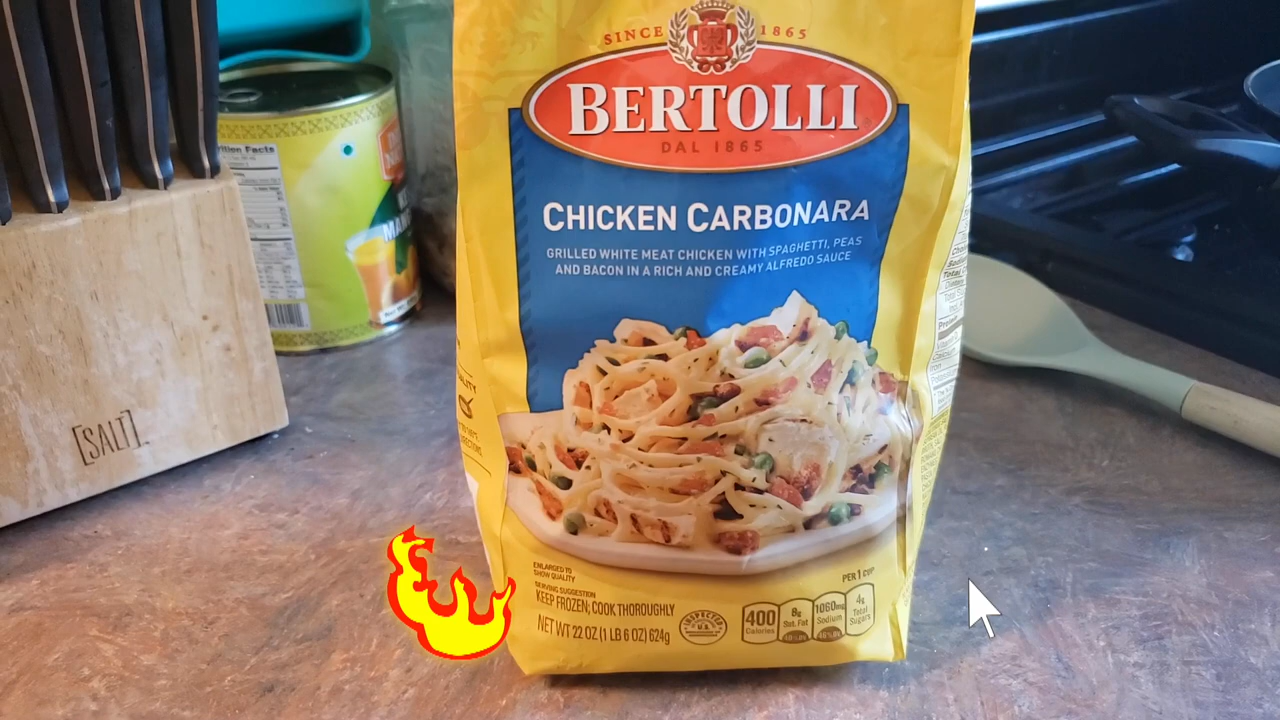 SINCE 1865
BERTOLLI
DAL 1865
CHICKEN CARBONARA
GRILLED WHITE MEAT CHICKEN WITH SPAGHETTI, PEAS
AND BACON IN A RICH AND CREAMY ALFREDO SAUCE
ENLARGED TO
SHOW QUALITY
SERVING SUGGESTION
KEEP FROZEN; COOK THOROUGHLY
NET WT 22 OZ (1 LB 6 OZ) 624g
INSPECTED
PER 1 CUP
400
Calories
8g
Sat. Fat
1060mg
Sodium
46% DV
4g
Total
Sugars
[SALT]
Nutrition Facts